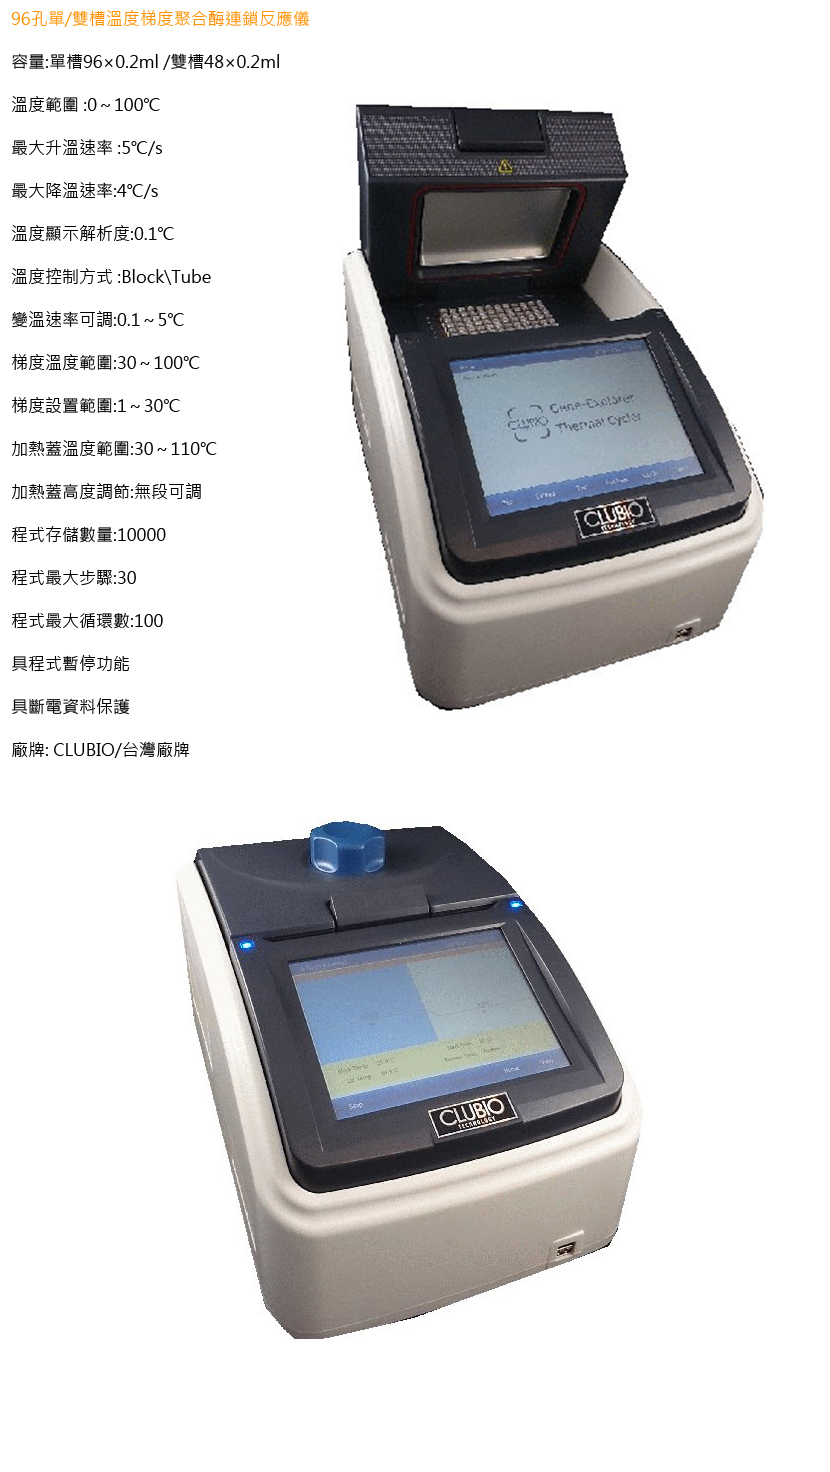 96孔單/雙槽溫度梯度聚合酶連鎖反應儀
容量:單槽96×0.2ml /雙槽48×0.2ml
溫度範圍 :0～100℃
最大升溫速率 :5℃/s
最大降溫速率:4℃/s
溫度顯示解析度:0.1℃
溫度控制方式 :Block\Tube
變溫速率可調:0.1～5℃
梯度溫度範圍:30～100℃
梯度設置範圍:1～30℃
加熱蓋溫度範圍:30～110℃
加熱蓋高度調節:無段可調
程式存儲數量:10000
程式最大步驟:30
程式最大循環數:100
具程式暫停功能
具斷電資料保護
廠牌: CLUBIO/台灣廠牌
CLUBIO
Gene-Explorer
Thermal Cycler
CLUBIO
TECHNOLOGY
Stop
Home
View
CLUBIO
TECHNOLOGY